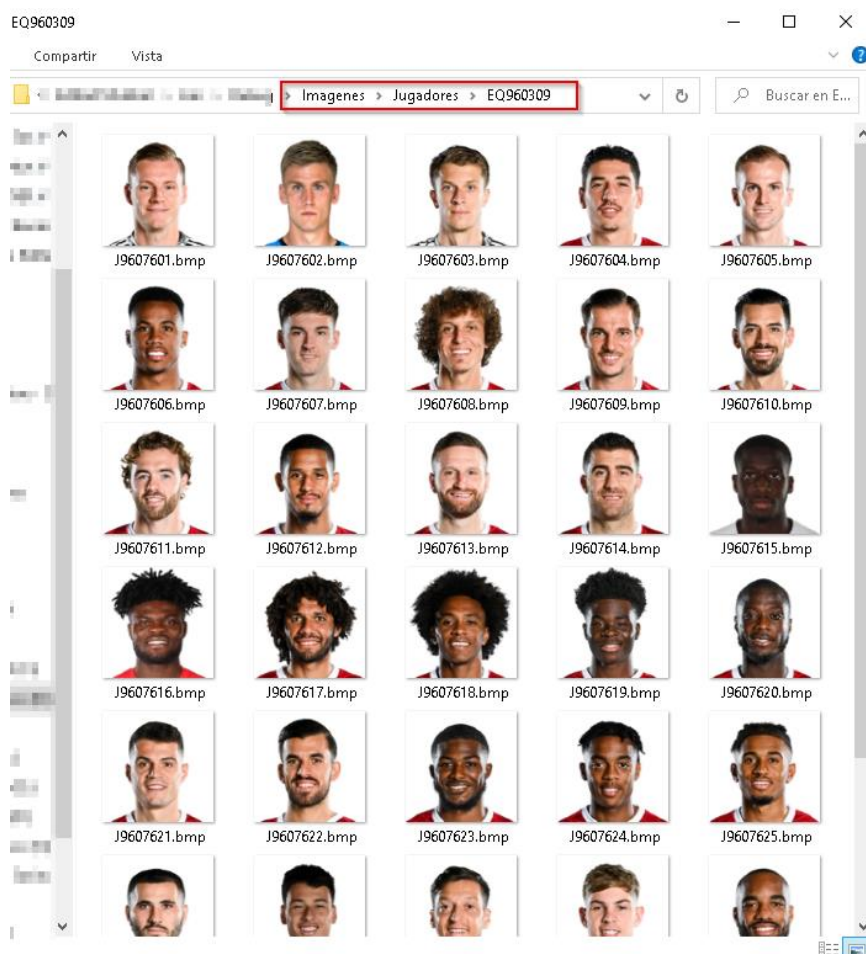 EQ960309
Compartir Vista
Imagenes > Jugadores > EQ960309
Buscar en E...
J9607601.bmp J9607602.bmp J9607603.bmp J9607604.bmp J9607605.bmp
J9607606.bmp J9607607.bmp J9607608.bmp J9607609.bmp J9607610.bmp
J9607611.bmp J9607612.bmp J9607613.bmp J9607614.bmp J9607615.bmp
J9607616.bmp J9607617.bmp J9607618.bmp J9607619.bmp J9607620.bmp
J9607621.bmp J9607622.bmp J9607623.bmp J9607624.bmp J9607625.bmp